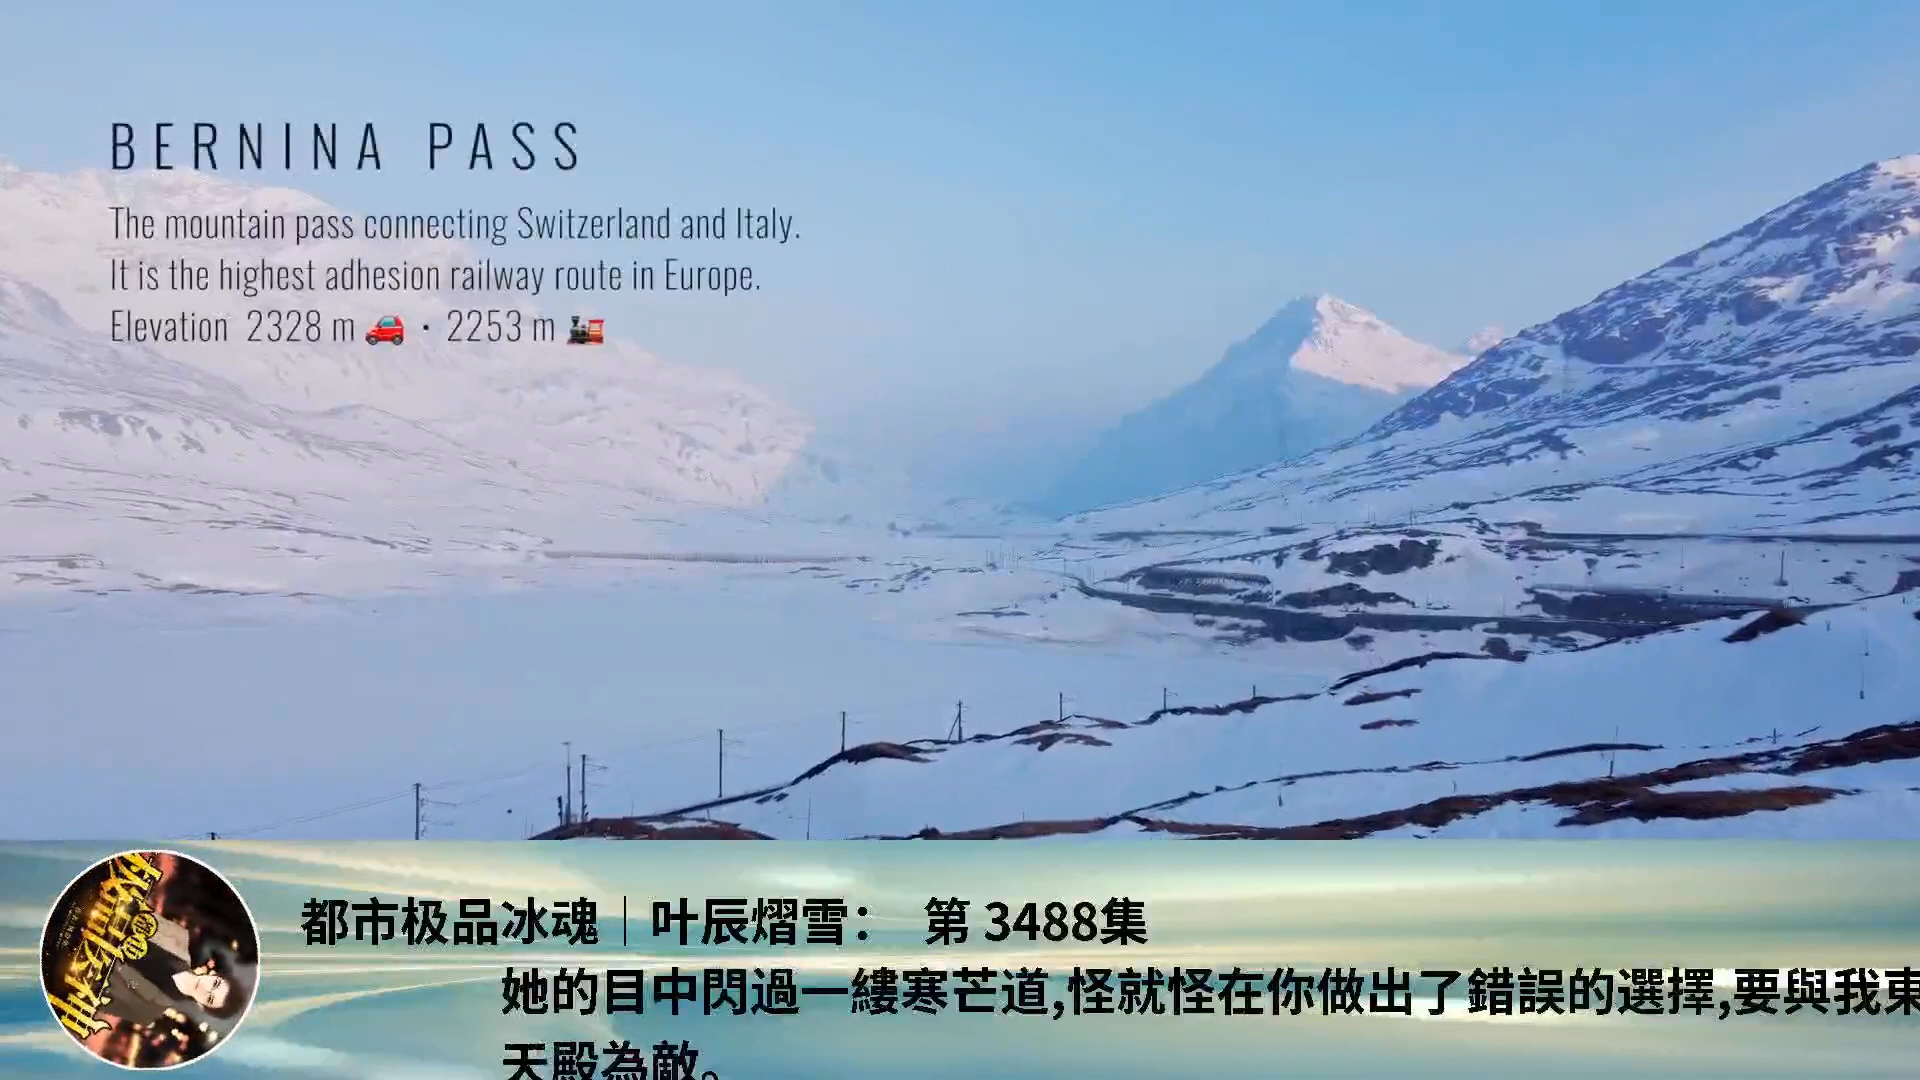 BERNINA PASS
The mountain pass connecting Switzerland and Italy.
It is the highest adhesion railway route in Europe.
Elevation 2328 m 🚗 • 2253 m 🚂
都市极品冰魂｜叶辰熠雪： 第 3488集
她的目中閃過一縷寒芒道,怪就怪在你做出了錯誤的選擇,要與我東
天殿為敵。